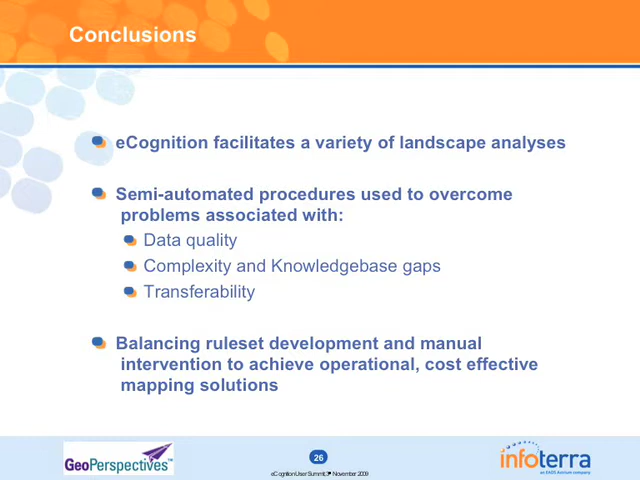 Conclusions
eCognition facilitates a variety of landscape analyses
Semi-automated procedures used to overcome
problems associated with:
Data quality
Complexity and Knowledgebase gaps
Transferability
Balancing ruleset development and manual
intervention to achieve operational, cost effective
mapping solutions
GeoPerspectives™
26
eCognition User Summit November 2009
infoterra
an EADS Astrium company